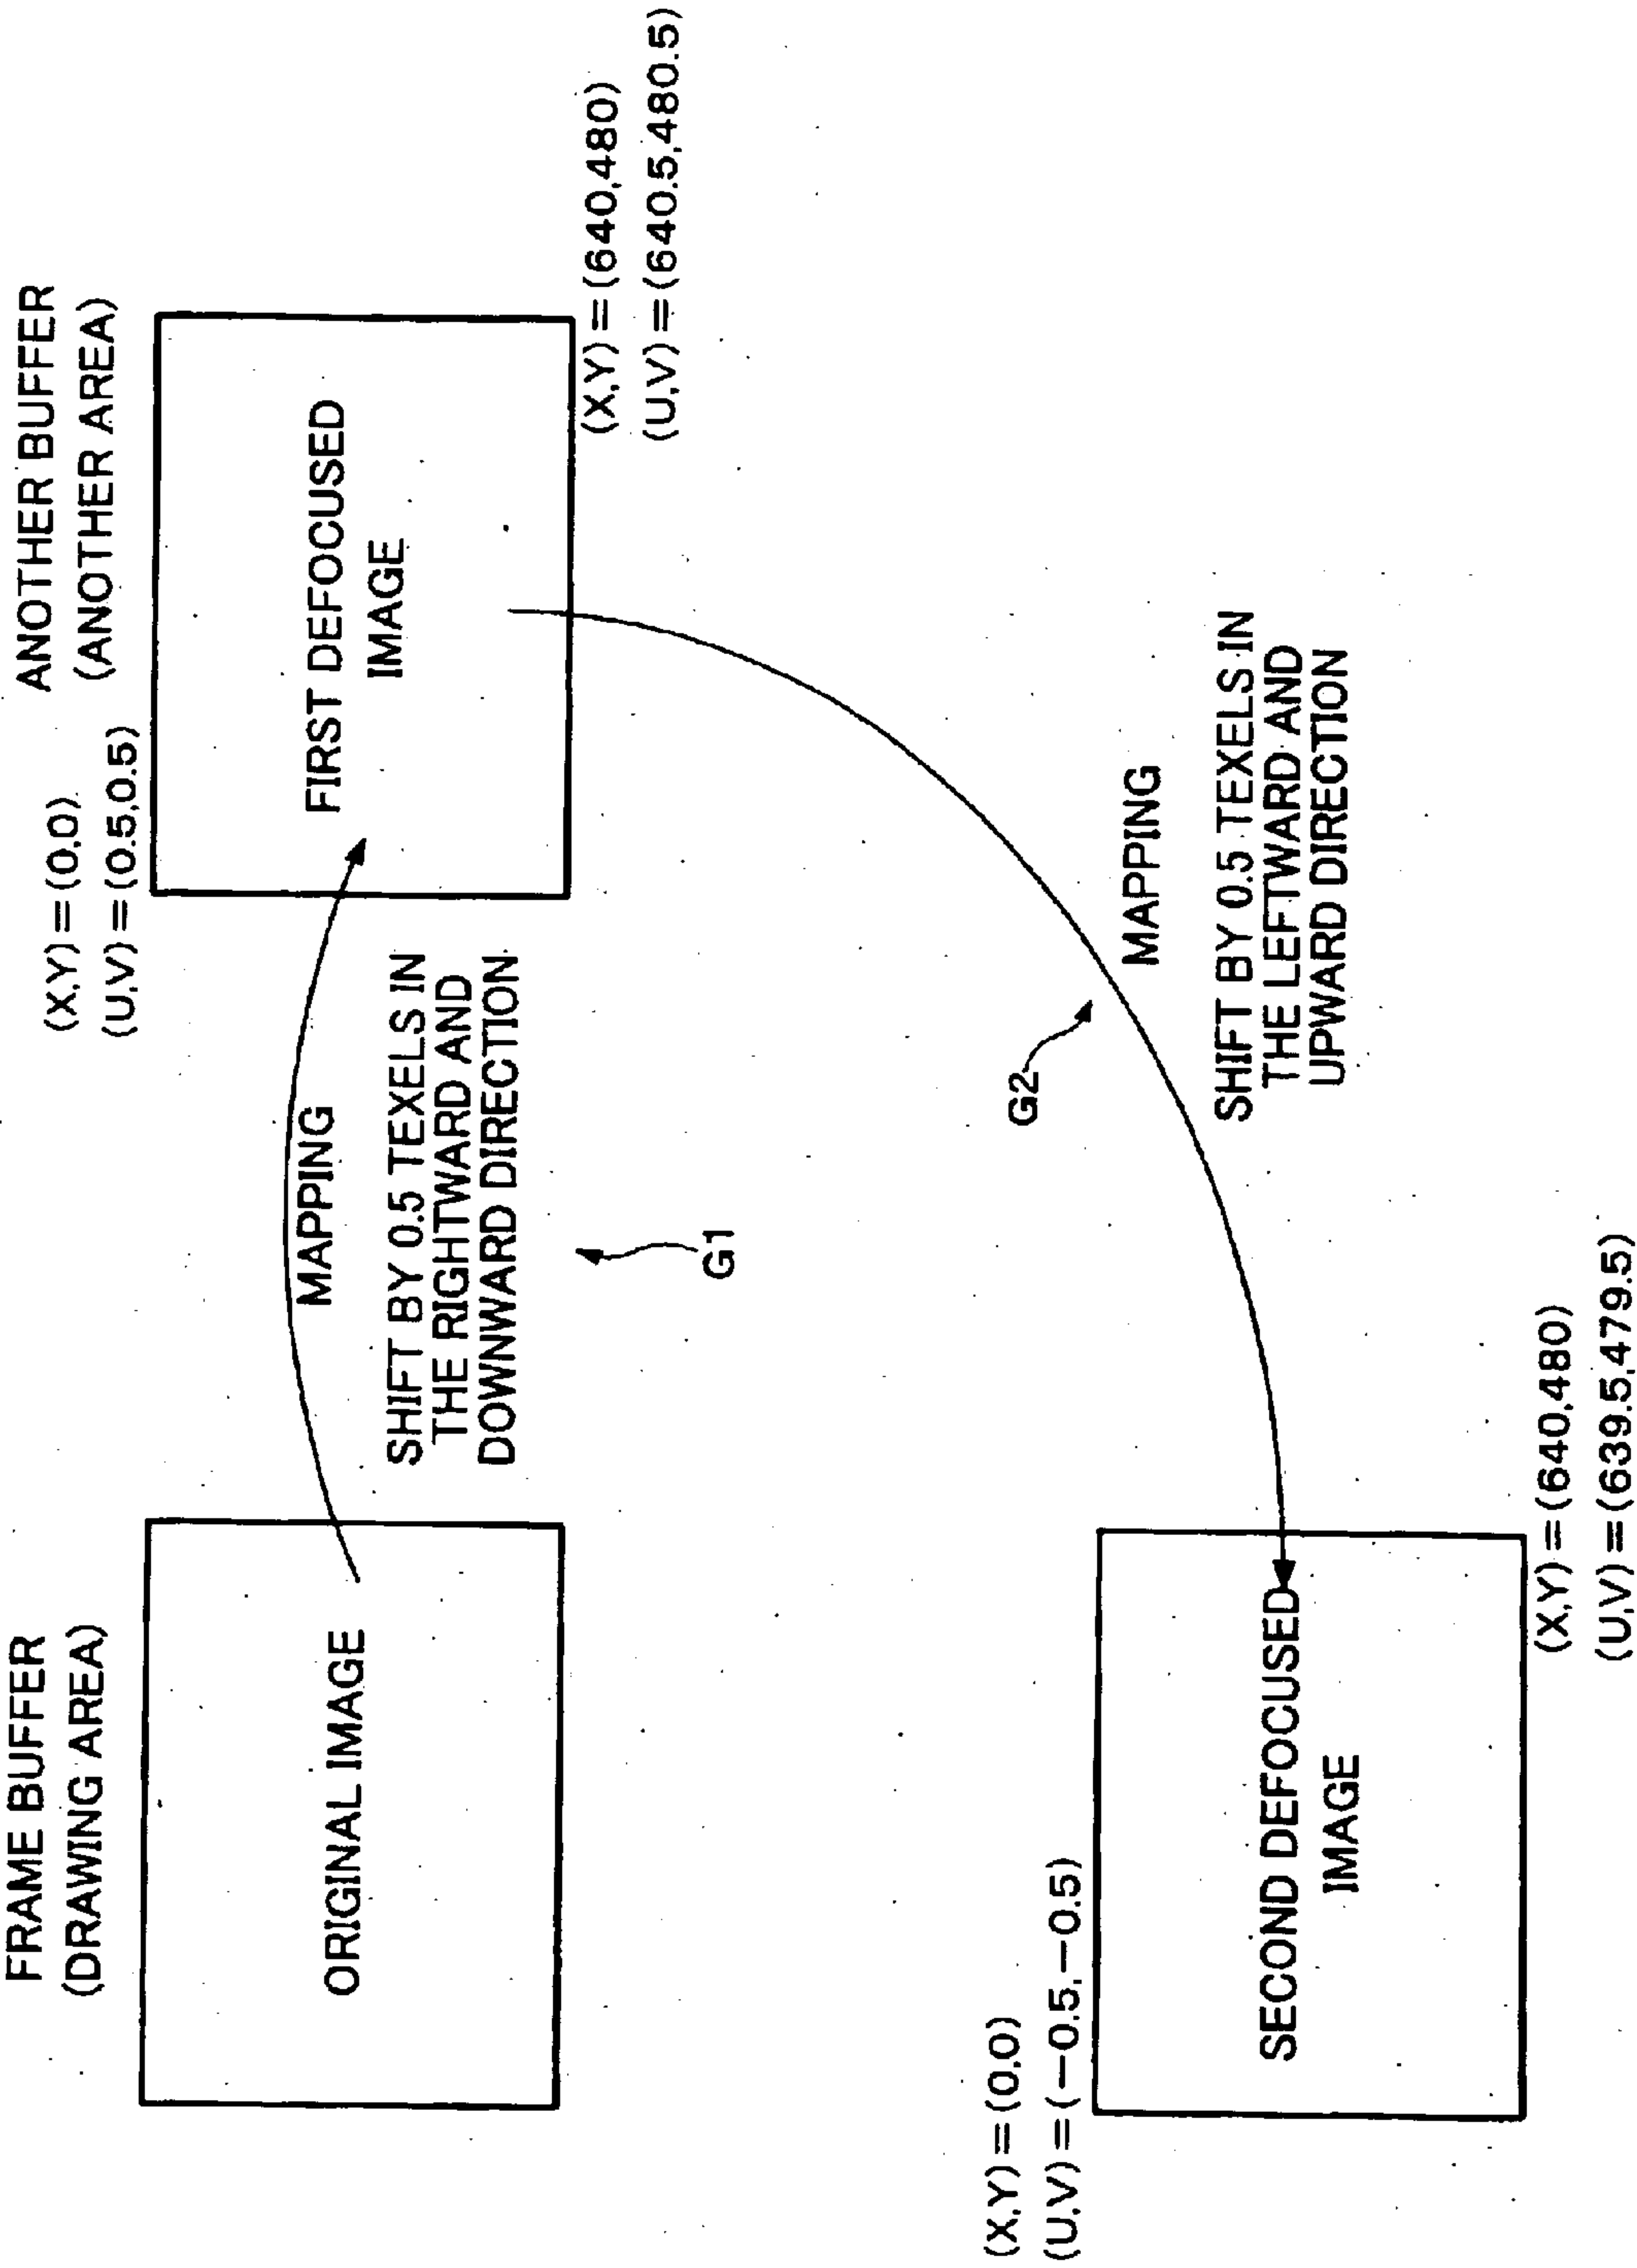 FRAME BUFFER
(DRAWING AREA)
ORIGINAL IMAGE
MAPPING
SHIFT BY 0.5 TEXELS IN
THE RIGHTWARD AND
DOWNWARD DIRECTION
G1
(X,Y)=(0,0)
(U,V)=(0.5,0.5)
ANOTHER BUFFER
(ANOTHER AREA)
FIRST DEFOCUSED
IMAGE
(X,Y)=(640,480)
(U,V)=(640.5,480.5)
G2
MAPPING
SHIFT BY 0.5 TEXELS IN
THE LEFTWARD AND
UPWARD DIRECTION
(X,Y)=(0,0)
(U,V)=(-0.5,-0.5)
SECOND DEFOCUSED
IMAGE
(X,Y)=(640,480)
(U,V)=(639.5,479.5)